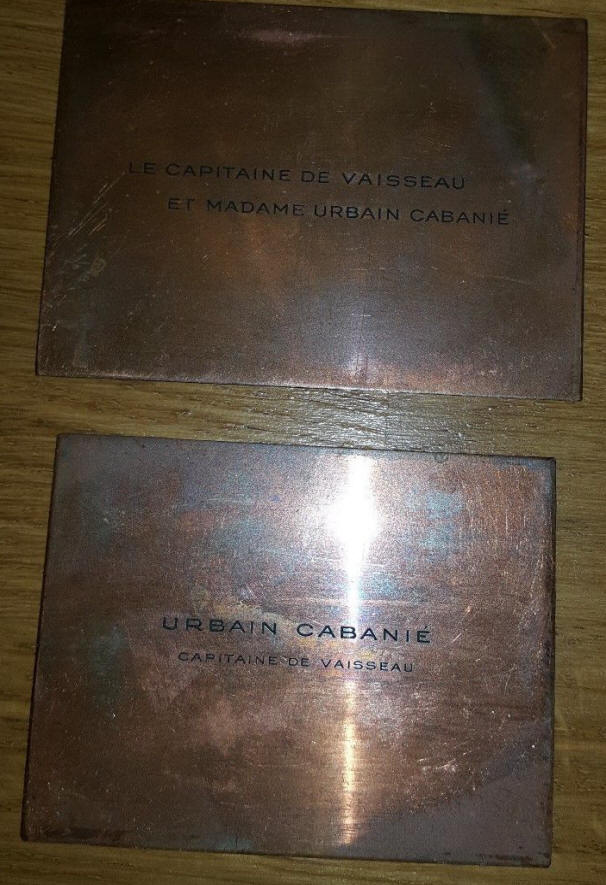 LE CAPITAINE DE VAISSEAU
ET MADAME URBAIN CABANIÉ
URBAIN CABANIÉ
CAPITAINE DE VAISSEAU